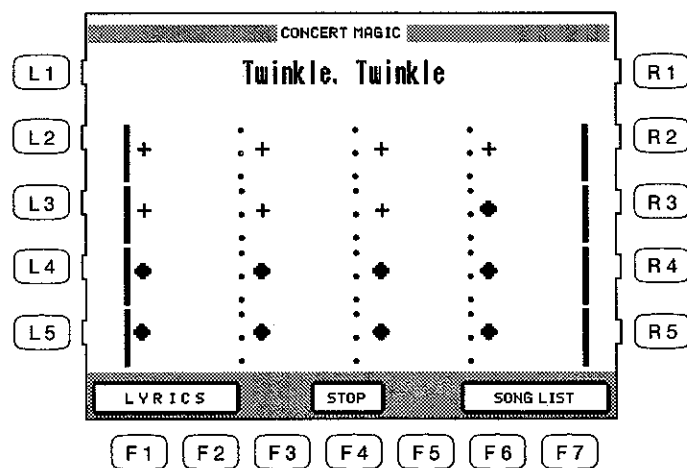 CONCERT MAGIC
L1 Twinkle, Twinkle R1
L2 R2
L3 R3
L4 R4
L5 R5
LYRICS STOP SONG LIST
F1 F2 F3 F4 F5 F6 F7